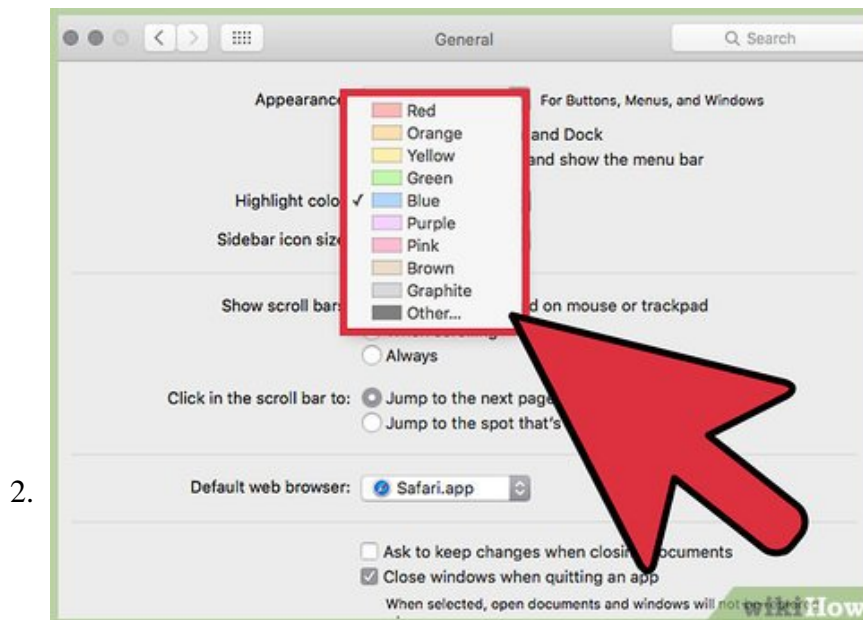 General
Search
Appearance
For Buttons, Menus, and Windows
Red
Orange
and Dock
Yellow
and show the menu bar
Green
Highlight colo
Blue
Purple
Sidebar icon size
Pink
Brown
Graphite
Show scroll bar
d on mouse or trackpad
Other...
Always
Click in the scroll bar to:
Jump to the next page
Jump to the spot that's
2.
Default web browser:
Safari.app
Ask to keep changes when closing documents
Close windows when quitting an app
When selected, open documents and windows will not be restored
wikiHow